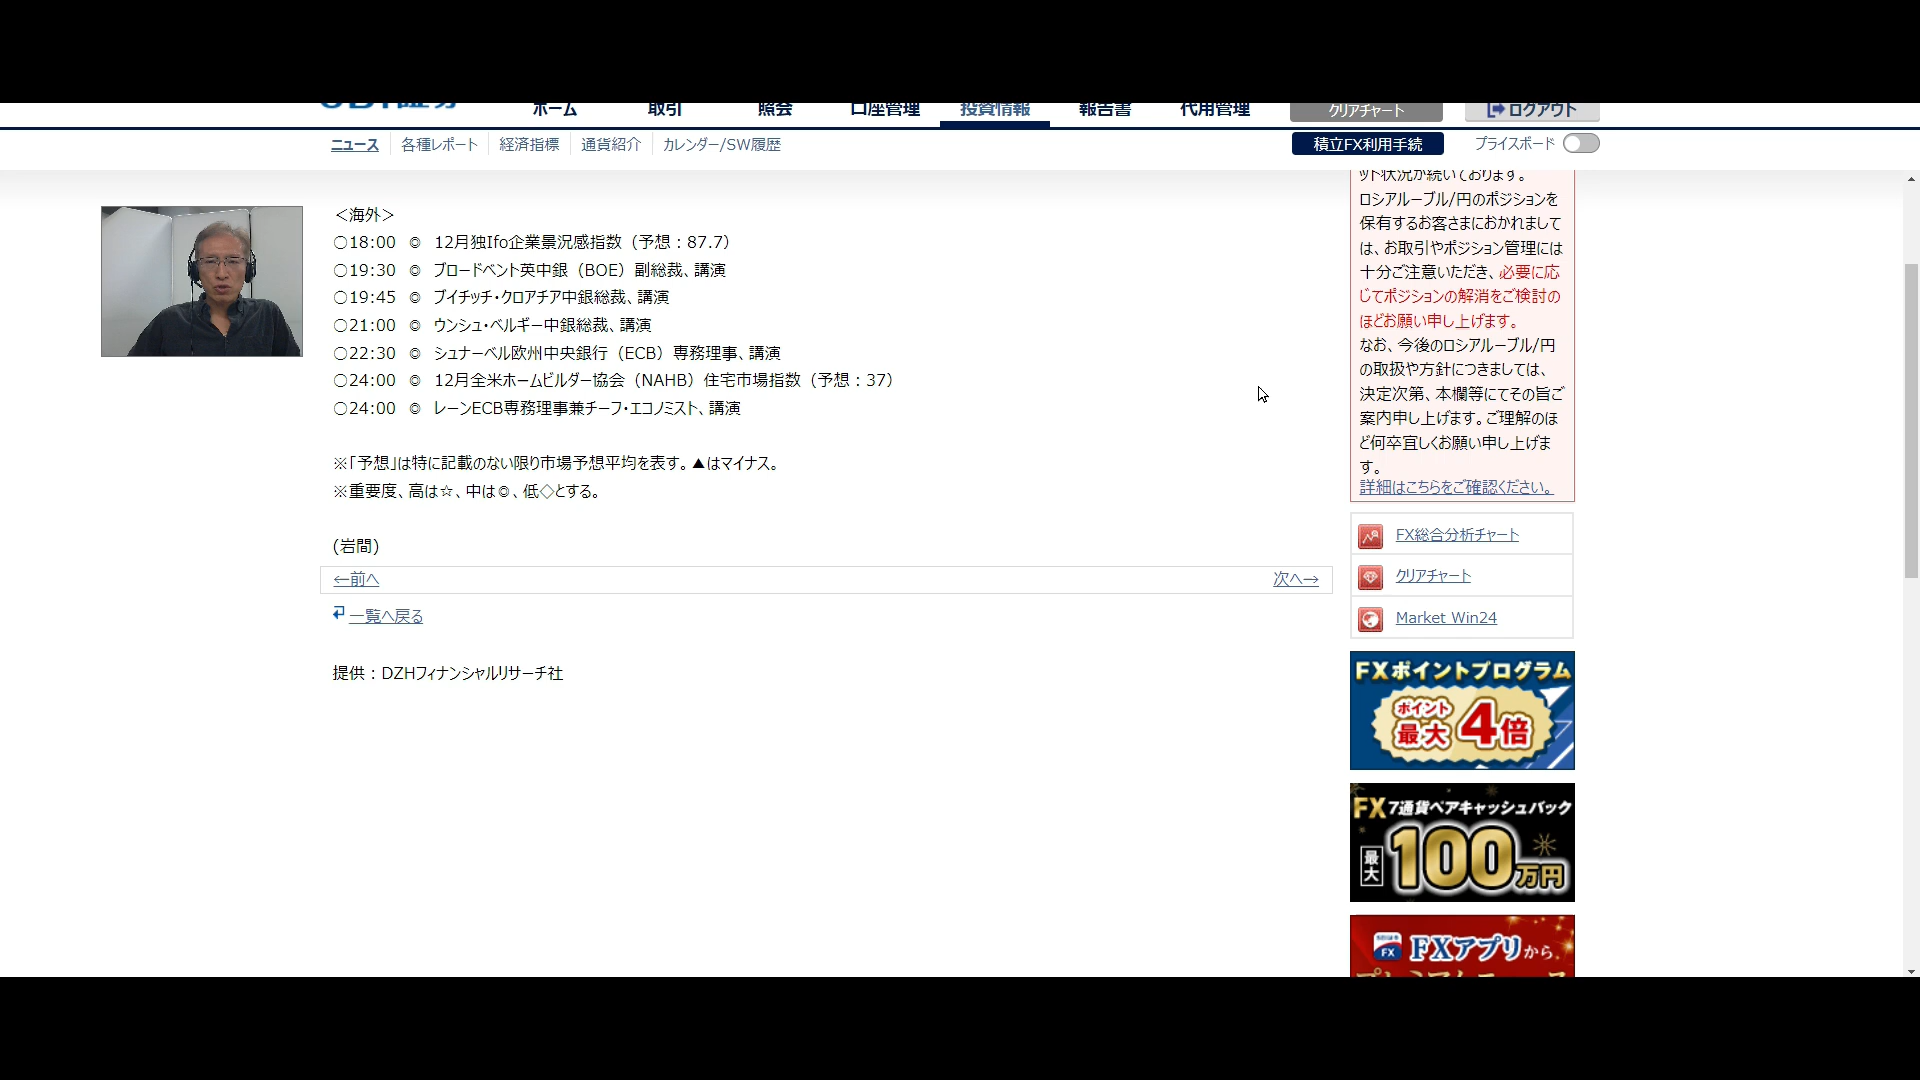 SBI証券
ホーム 取引 照会 口座管理 投資情報 報告書 代用管理 クリアチャート ログアウト
ニュース 各種レポート 経済指標 通貨紹介 カレンダー/SW履歴 積立FX利用手続 プライスボード
＜海外＞
○18:00 ◎ 12月独Ifo企業景況感指数（予想：87.7）
○19:30 ◎ ブロードベント英中銀（BOE）副総裁、講演
○19:45 ◎ ブイチッチ・クロアチア中銀総裁、講演
○21:00 ◎ ウンシュ・ベルギー中銀総裁、講演
○22:30 ◎ シュナーベル欧州中央銀行（ECB）専務理事、講演
○24:00 ◎ 12月全米ホームビルダー協会（NAHB）住宅市場指数（予想：37）
○24:00 ◎ レーンECB専務理事兼チーフ・エコノミスト、講演
※「予想」は特に記載のない限り市場予想平均を表す。▲はマイナス。
※重要度、高は☆、中は◎、低◇とする。
(岩間)
←前へ 次へ→
一覧へ戻る
提供：DZHフィナンシャルリサーチ社
ット状況が続いております。
ロシアルーブル/円のポジションを
保有するお客さまにおかれまして
は、お取引やポジション管理には
十分ご注意いただき、必要に応
じてポジションの解消をご検討の
ほどお願い申し上げます。
なお、今後のロシアルーブル/円
の取扱や方針につきましては、
決定次第、本欄等にてその旨ご
案内申し上げます。ご理解のほ
ど何卒宜しくお願い申し上げま
す。
詳細はこちらをご確認ください。
FX総合分析チャート
クリアチャート
Market Win24
FXポイントプログラム
ポイント
最大4倍
FX7通貨ペアキャッシュバック
最大100万円
FX FXアプリから、
プレミアムニュース